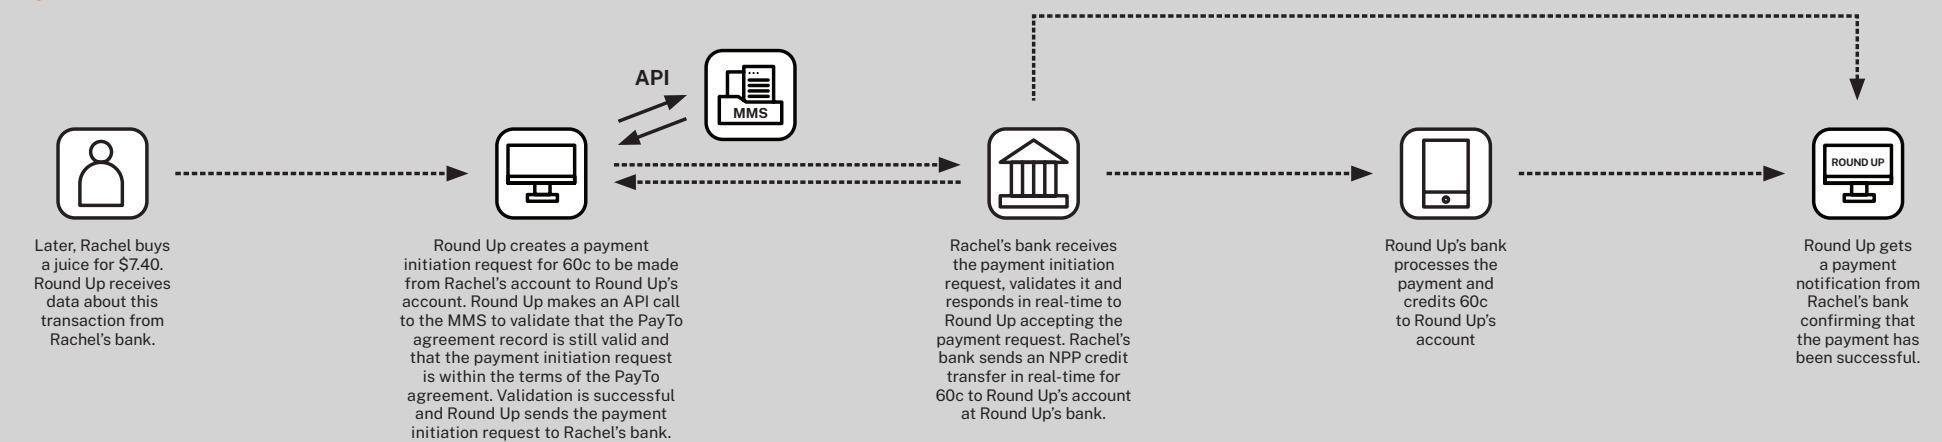 API
MMS
ROUND UP
Later, Rachel buys
a juice for $7.40.
Round Up receives
data about this
transaction from
Rachel's bank.
Round Up creates a payment
initiation request for 60c to be made
from Rachel's account to Round Up's
account. Round Up makes an API call
to the MMS to validate that the PayTo
agreement record is still valid and
that the payment initiation request
is within the terms of the PayTo
agreement. Validation is successful
and Round Up sends the payment
initiation request to Rachel's bank.
Rachel's bank receives
the payment initiation
request, validates it and
responds in real-time to
Round Up accepting the
payment request. Rachel's
bank sends an NPP credit
transfer in real-time for
60c to Round Up's account
at Round Up's bank.
Round Up's bank
processes the
payment and
credits 60c
to Round Up's
account
Round Up gets
a payment
notification from
Rachel's bank
confirming that
the payment has
been successful.